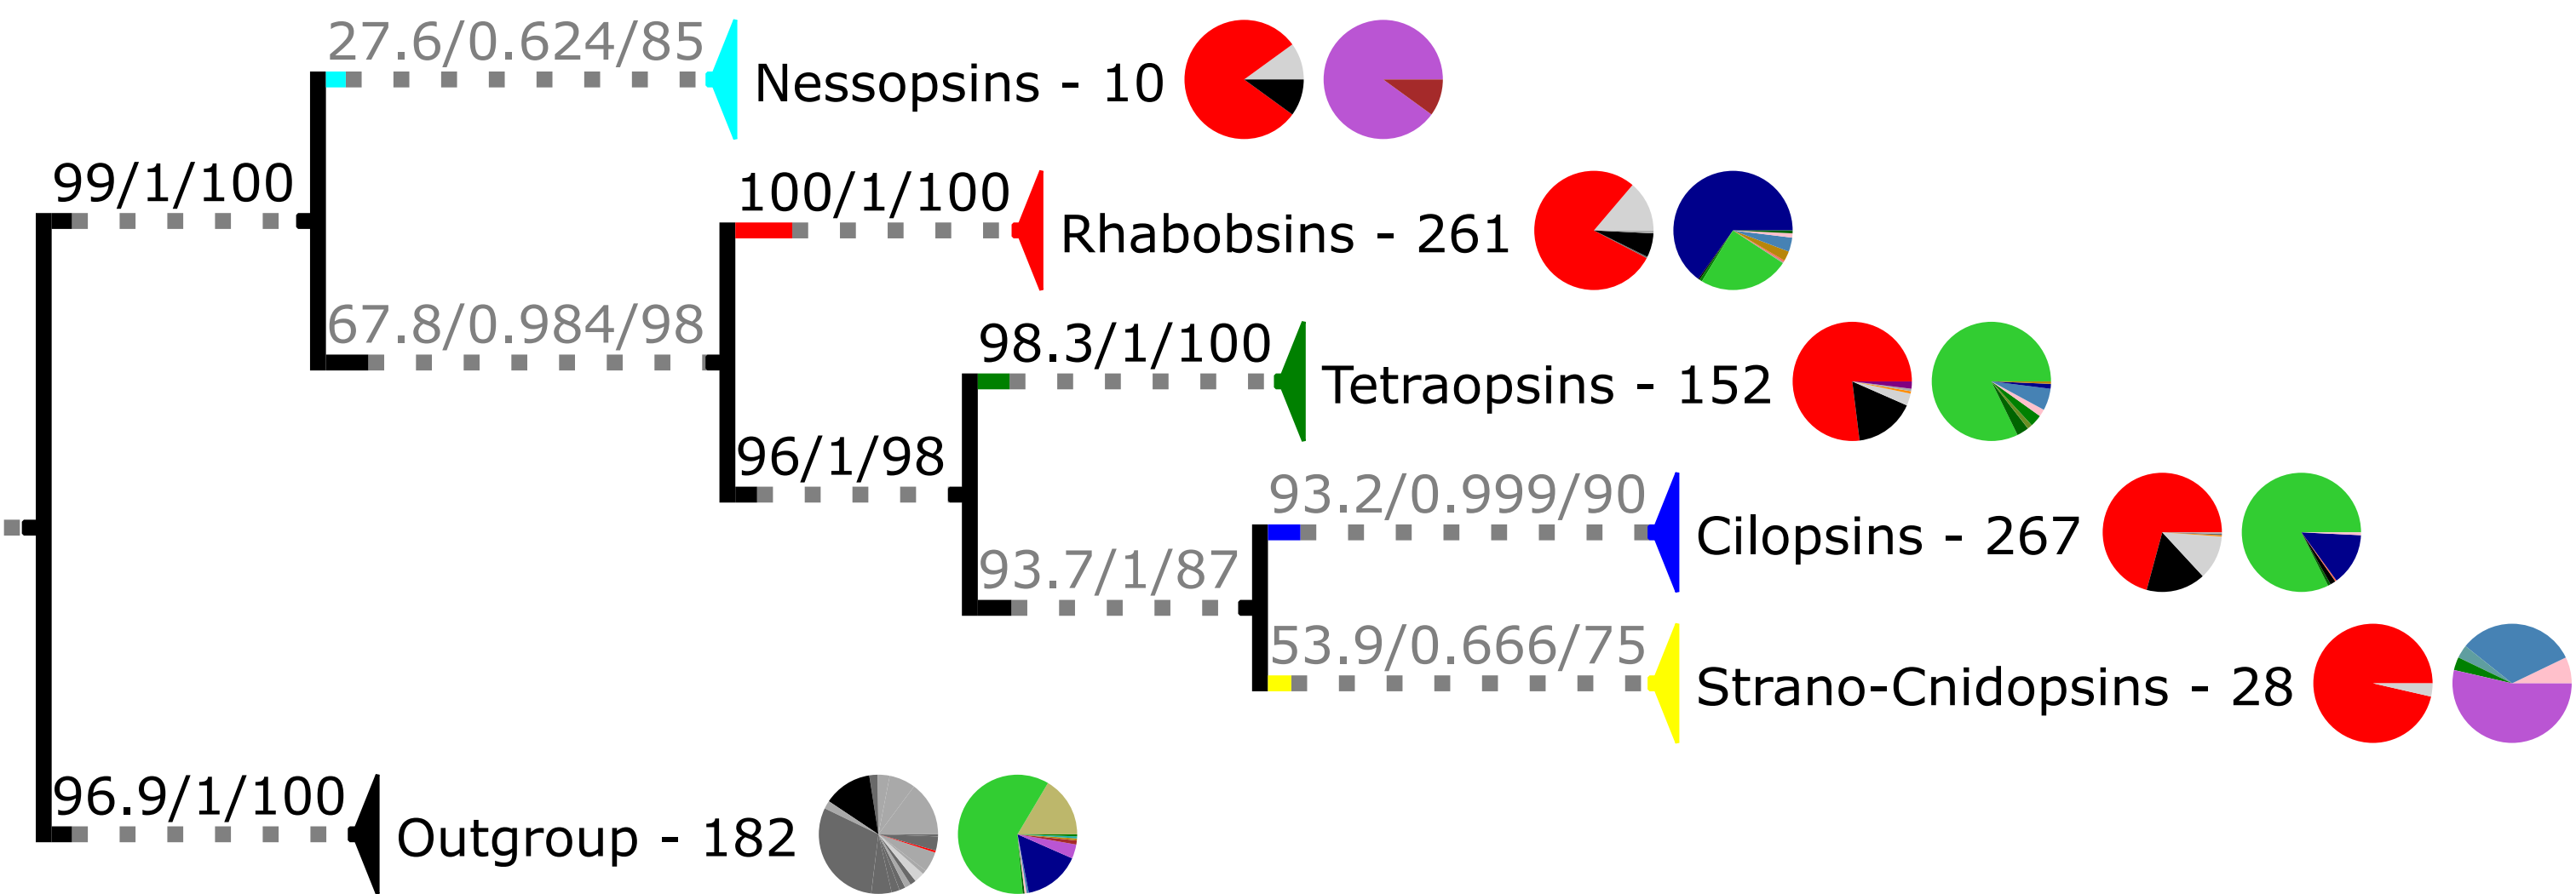 27.6/0.624/85
Nessopsins - 10
99/1/100
100/1/100
Rhabobsins - 261
67.8/0.984/98
98.3/1/100
Tetraopsins - 152
96/1/98
93.2/0.999/90
Cilopsins - 267
93.7/1/87
53.9/0.666/75
Strano-Cnidopsins - 28
96.9/1/100
Outgroup - 182